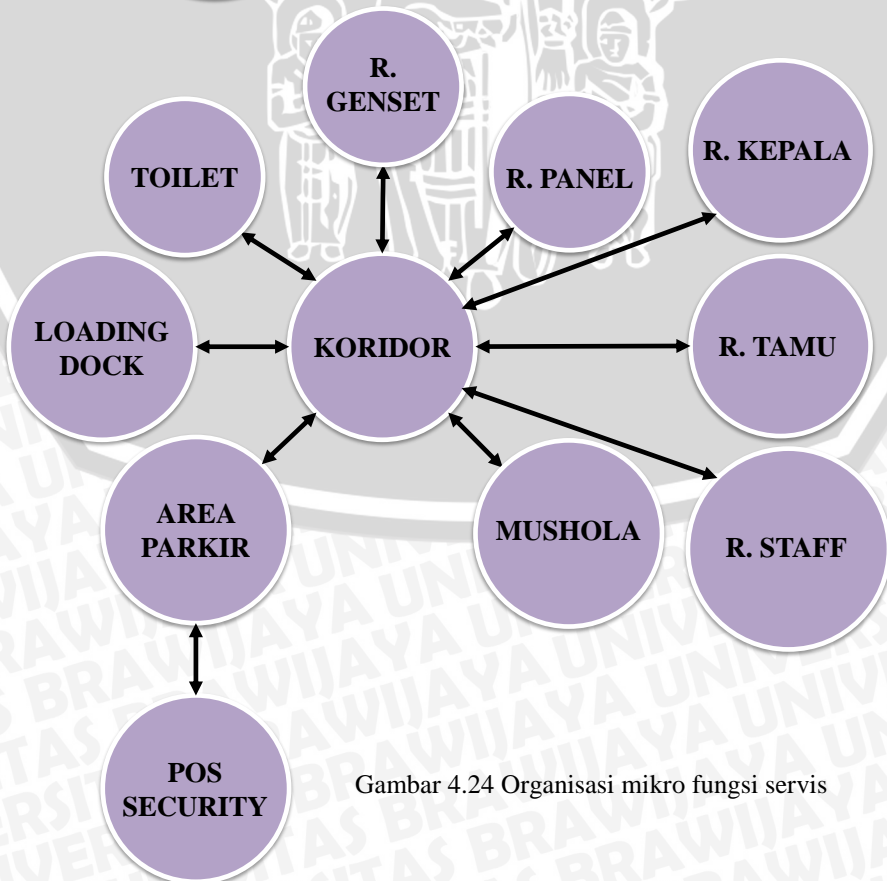 R.
GENSET
TOILET
R. PANEL
R. KEPALA
LOADING
DOCK
KORIDOR
R. TAMU
AREA
PARKIR
MUSHOLA
R. STAFF
POS
SECURITY
Gambar 4.24 Organisasi mikro fungsi servis